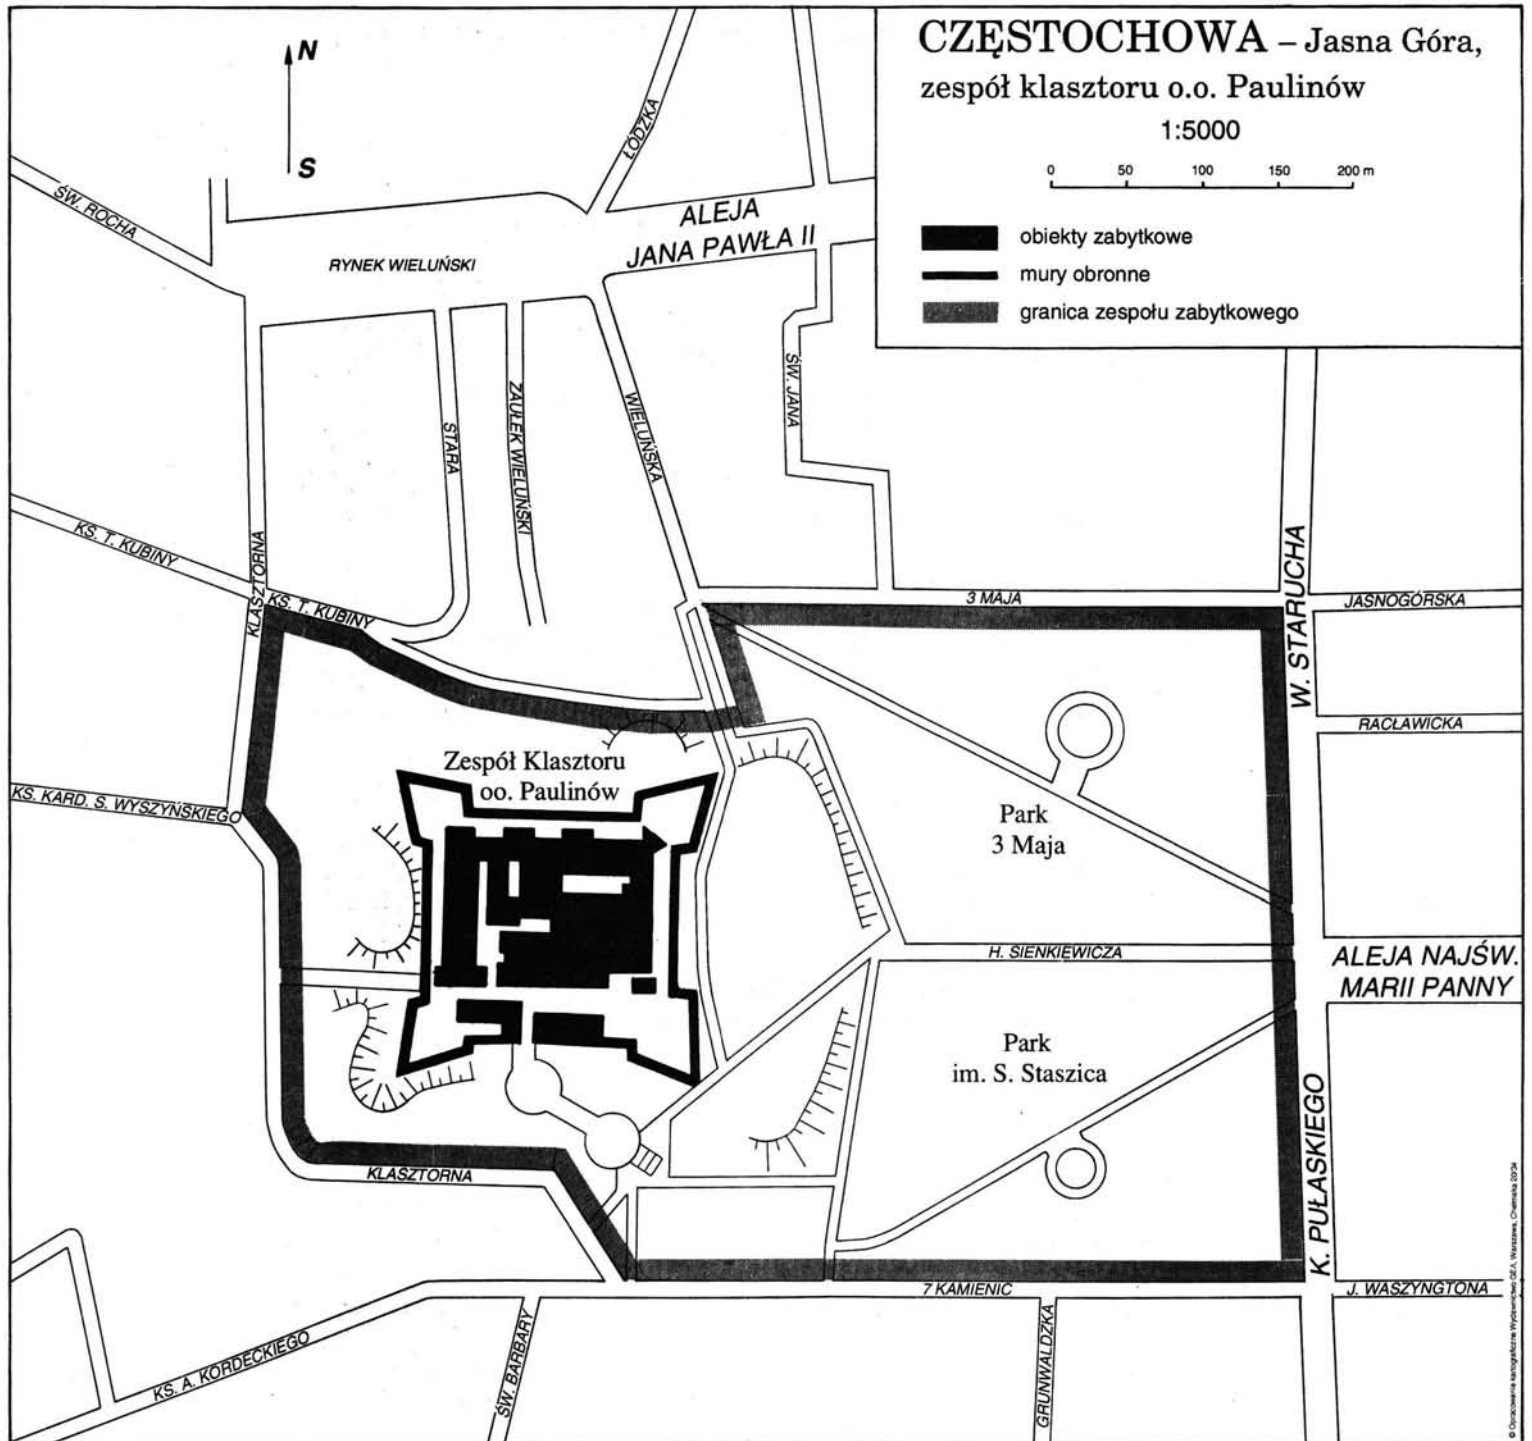 CZĘSTOCHOWA – Jasna Góra,
zespół klasztoru o.o. Paulinów
1:5000
0 50 100 150 200 m
obiekty zabytkowe
mury obronne
granica zespołu zabytkowego
N
S
ŁÓDZKA
ŚW. ROCHA
ALEJA
JANA PAWŁA II
RYNEK WIELUŃSKI
ŚW. JANA
STARA
ZAUŁEK WIELUŃSKI
WIELUŃSKA
KS. T. KUBINY
KLASZTORNA
KS. T. KUBINY
3 MAJA
W. STARUCHA
JASNOGÓRSKA
RACŁAWICKA
Zespół Klasztoru
oo. Paulinów
KS. KARD. S. WYSZYŃSKIEGO
Park
3 Maja
H. SIENKIEWICZA
ALEJA NAJŚW.
MARII PANNY
Park
im. S. Staszica
K. PUŁASKIEGO
KLASZTORNA
7 KAMIENIC
J. WASZYNGTONA
KS. A. KORDECKIEGO
ŚW. BARBARY
GRUNWALDZKA